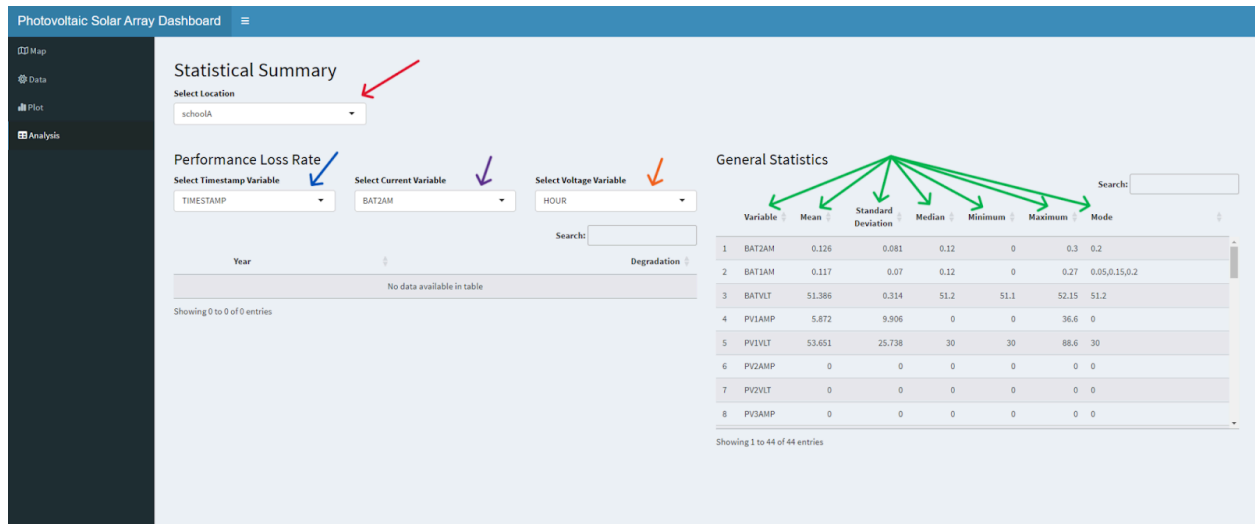 Photovoltaic Solar Array Dashboard
Map
Data
Plot
Analysis
Statistical Summary
Select Location
schoolA
Performance Loss Rate
Select Timestamp Variable Select Current Variable Select Voltage Variable
TIMESTAMP BAT2AM HOUR
Search:
Year Degradation
No data available in table
Showing 0 to 0 of 0 entries
General Statistics
Search:
Variable Mean Standard Deviation Median Minimum Maximum Mode
1 BAT2AM 0.126 0.081 0.12 0 0.3 0.2
2 BAT1AM 0.117 0.07 0.12 0 0.27 0.05,0.15,0.2
3 BATVLT 51.386 0.314 51.2 51.1 52.15 51.2
4 PV1AMP 5.872 9.906 0 0 36.6 0
5 PV1VLT 53.651 25.738 30 30 88.6 30
6 PV2AMP 0 0 0 0 0 0
7 PV2VLT 0 0 0 0 0 0
8 PV3AMP 0 0 0 0 0 0
Showing 1 to 44 of 44 entries